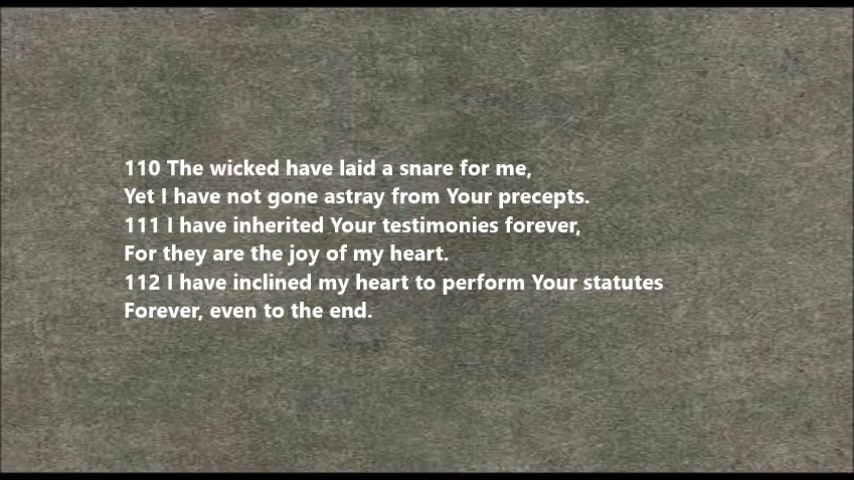 110 The wicked have laid a snare for me,
Yet I have not gone astray from Your precepts.
111 I have inherited Your testimonies forever,
For they are the joy of my heart.
112 I have inclined my heart to perform Your statutes
Forever, even to the end.